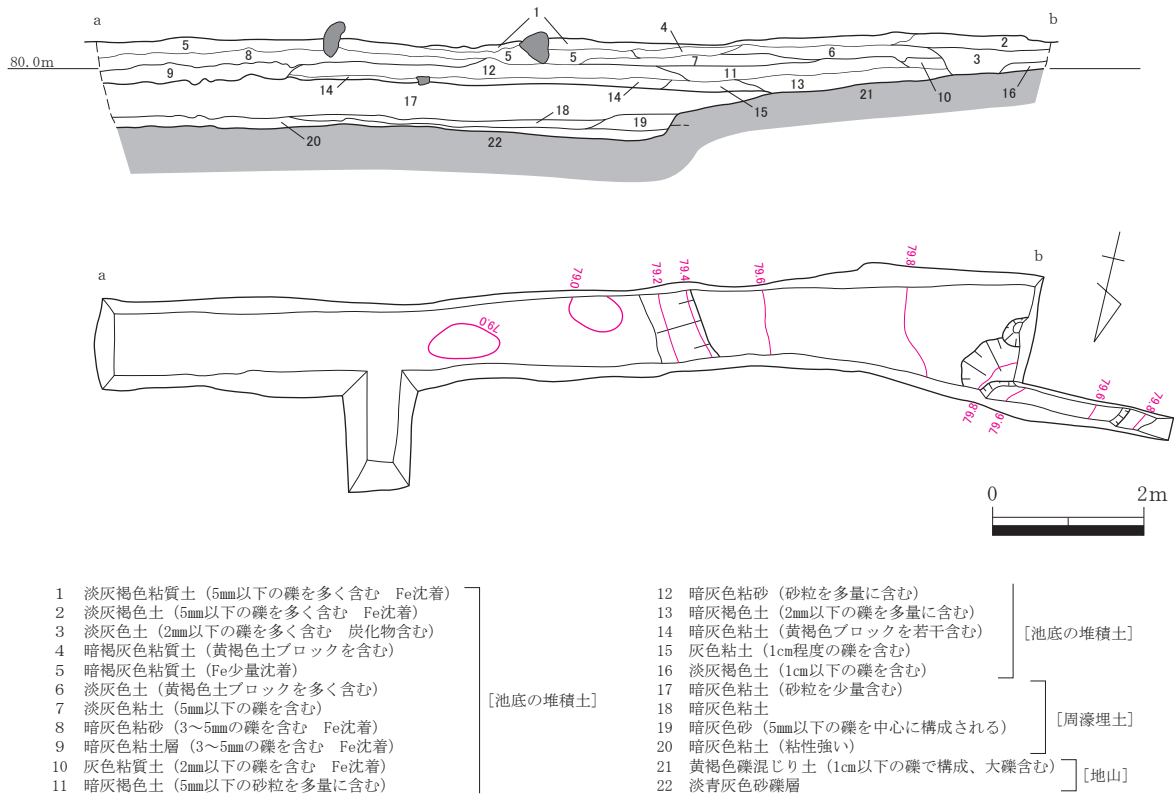 a
b
80.0m
5
8
9
1
5
5
12
14
14
17
4
7
6
11
13
15
21
10
3
2
16
18
19
20
22
a
b
79.0
79.0
79.2
79.4
79.6
79.8
79.8
79.6
79.6
79.8
0
2m
1 淡灰褐色粘質土（5㎜以下の礫を多く含む Fe沈着）
2 淡灰色土（5㎜以下の礫を多く含む Fe沈着）
3 淡灰色土（2㎜以下の礫を多く含む 炭化物含む）
4 暗褐灰色粘質土（黄褐色土ブロックを含む）
5 暗灰色粘質土（Fe少量沈着）
6 淡灰色土（黄褐色土ブロックを多く含む）
7 淡灰色粘土（5㎜以下の礫を含む）
8 暗灰色粘砂（3～5㎜の礫を含む Fe沈着）
9 暗灰色粘土層（3～5㎜の礫を含む Fe沈着）
10 灰色粘質土（2㎜以下の礫を含む Fe沈着）
11 暗灰褐色土（5㎜以下の砂粒を多量に含む）
[池底の堆積土]
12 暗灰色粘砂（砂粒を多量に含む）
13 暗灰褐色土（2㎜以下の礫を多量に含む）
14 暗灰色粘土（黄褐色ブロックを若干含む）
15 灰色粘土（1cm程度の礫を含む）
16 淡灰褐色土（1cm以下の礫を含む）
[池底の堆積土]
17 暗灰色粘土（砂粒を少量含む）
18 暗灰色粘土
19 暗灰色砂（5㎜以下の礫を中心に構成される）
20 暗灰色粘土（粘性強い）
[周濠埋土]
21 黄褐色礫混じり土（1cm以下の礫で構成、大礫含む）
22 淡青灰色砂礫層
[地山]